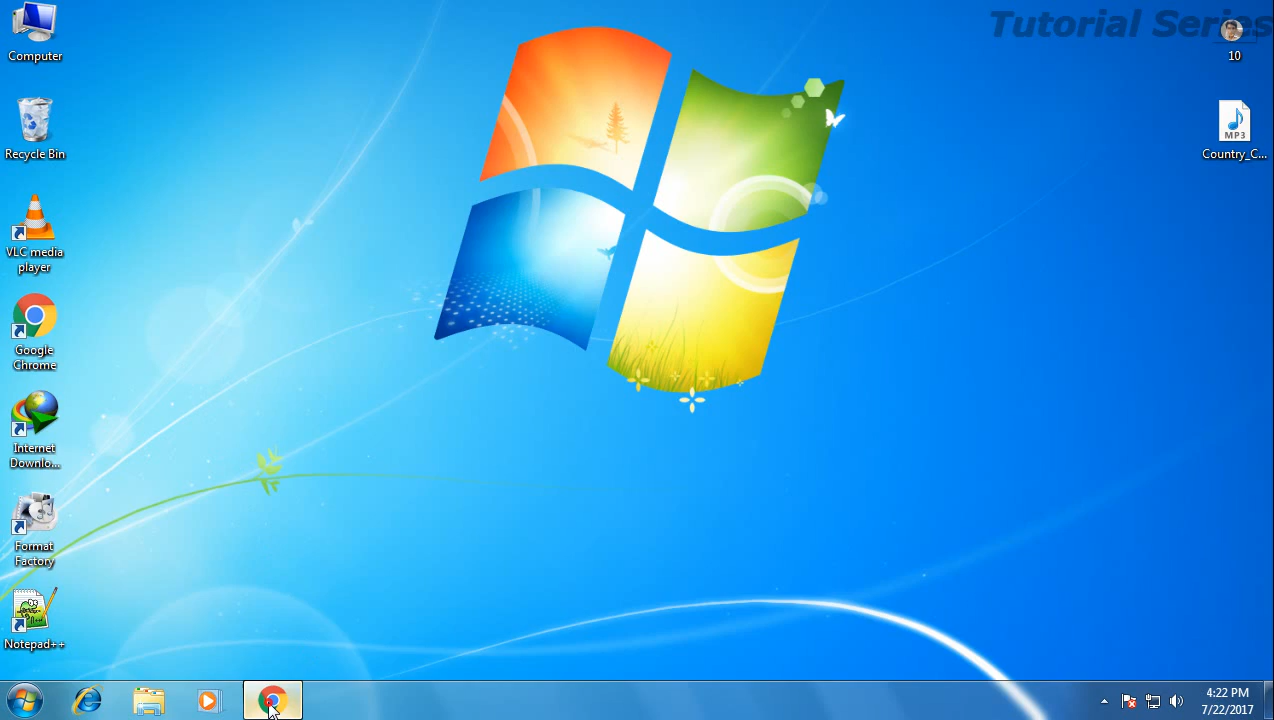 Tutorial Series
Computer
10
Recycle Bin
MP3
Country_C...
VLC media
player
Google
Chrome
Internet
Downlo...
Format
Factory
Notepad++
4:22 PM
7/22/2017